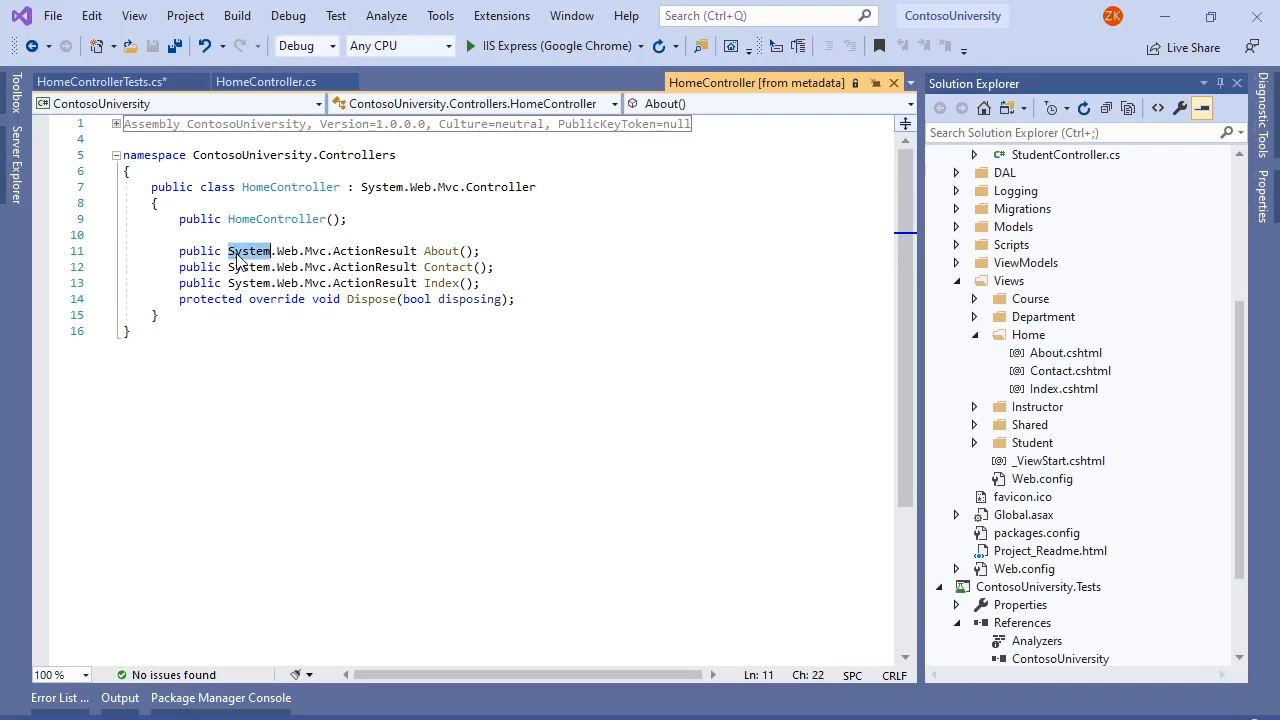 File Edit View Project Build Debug Test Analyze Tools Extensions Window Help Search (Ctrl+Q) ContosoUniversity ZK
Debug Any CPU IIS Express (Google Chrome) Live Share
HomeControllerTests.cs* HomeController.cs HomeController [from metadata]
ContosoUniversity ContosoUniversity.Controllers.HomeController About()
1 Assembly ContosoUniversity, Version=1.0.0.0, Culture=neutral, PublicKeyToken=null
4
5 namespace ContosoUniversity.Controllers
6 {
7 public class HomeController : System.Web.Mvc.Controller
8 {
9 public HomeController();
10
11 public System.Web.Mvc.ActionResult About();
12 public System.Web.Mvc.ActionResult Contact();
13 public System.Web.Mvc.ActionResult Index();
14 protected override void Dispose(bool disposing);
15 }
16 }
100 % No issues found Ln: 11 Ch: 22 SPC CRLF
Error List ... Output Package Manager Console
Toolbox
Server Explorer
Solution Explorer
Search Solution Explorer (Ctrl+;)
StudentController.cs
DAL
Logging
Migrations
Models
Scripts
ViewModels
Views
Course
Department
Home
About.cshtml
Contact.cshtml
Index.cshtml
Instructor
Shared
Student
_ViewStart.cshtml
Web.config
favicon.ico
Global.asax
packages.config
Project_Readme.html
Web.config
ContosoUniversity.Tests
Properties
References
Analyzers
ContosoUniversity
Diagnostic Tools
Properties